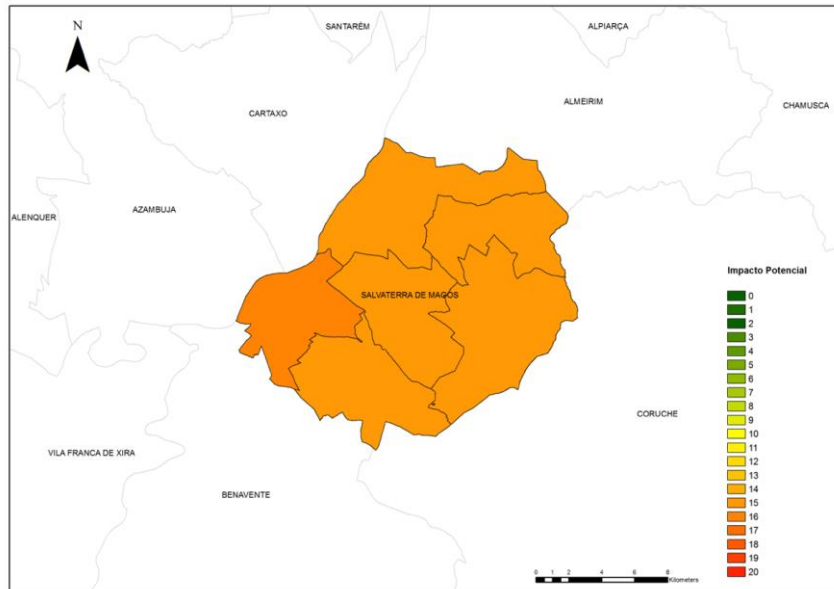 N
SANTARÉM
ALPIARÇA
ALMEIRIM
CHAMUSCA
CARTAXO
AZAMBUJA
ALENQUER
SALVATERRA DE MAGOS
CORUCHE
VILA FRANCA DE XIRA
BENAVENTE
Impacto Potencial
0
1
2
3
4
5
6
7
8
9
10
11
12
13
14
15
16
17
18
19
20
0 1 2 4 6 8
Kilometers